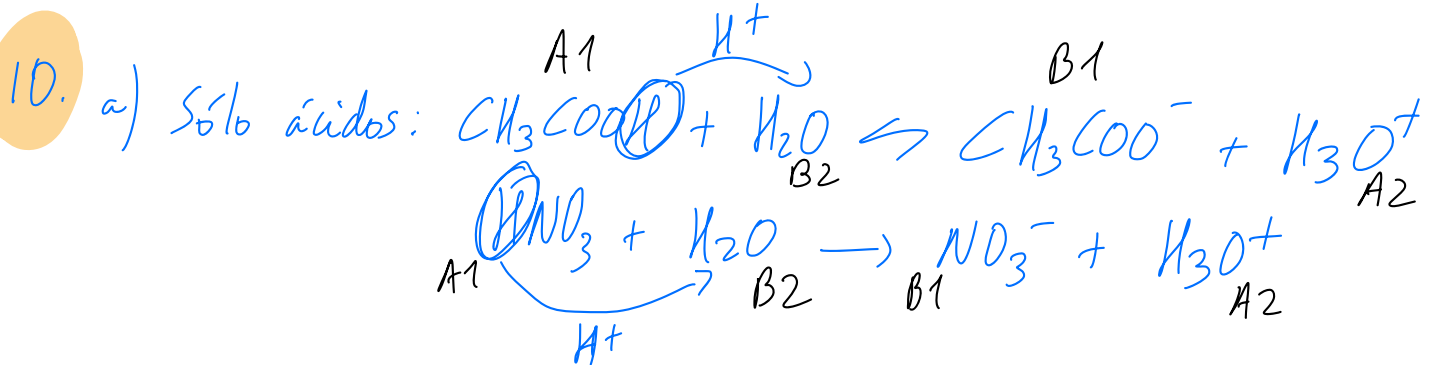 A1 H+ B1
10. a) Sólo ácidos: CH₃COOH + H₂O ⇆ CH₃COO⁻ + H₃O⁺
B2 A2
HNO₃ + H₂O → NO₃⁻ + H₃O⁺
A1 B2 B1 A2
H+